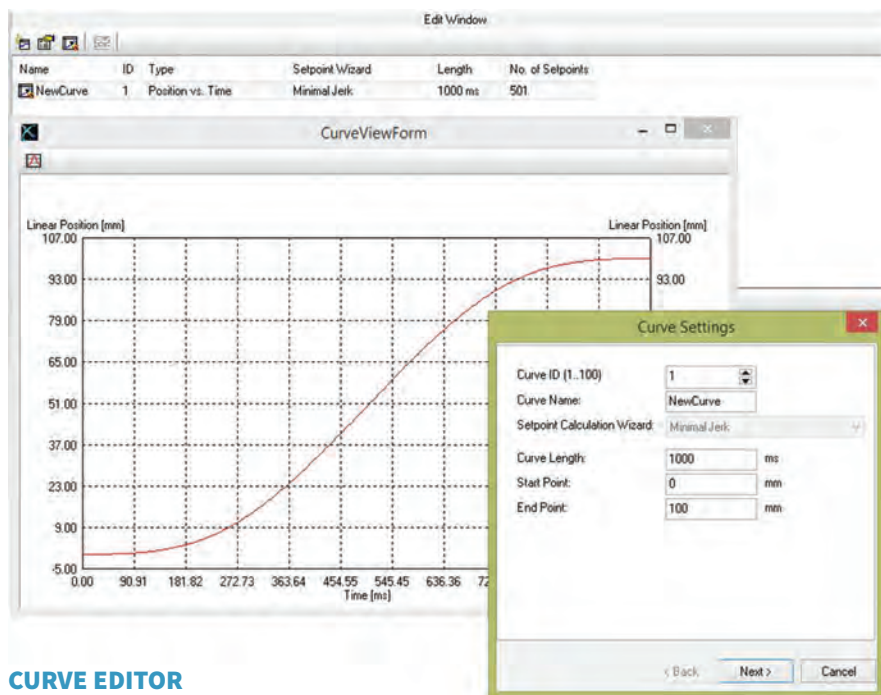 Edit Window
Name ID Type Setpoint Wizard Length No. of Setpoints
NewCurve 1 Position vs. Time Minimal Jerk 1000 ms 501
CurveViewForm
Linear Position [mm] Linear Position [mm]
107.00 107.00
93.00 93.00
79.00
65.00
51.00
37.00
23.00
9.00
-5.00
0.00 90.91 181.82 272.73 363.64 454.55 545.45 636.36 72
Time [ms]
Curve Settings
Curve ID (1..100) 1
Curve Name: NewCurve
Setpoint Calculation Wizard: Minimal Jerk
Curve Length: 1000 ms
Start Point: 0 mm
End Point: 100 mm
< Back Next > Cancel
CURVE EDITOR